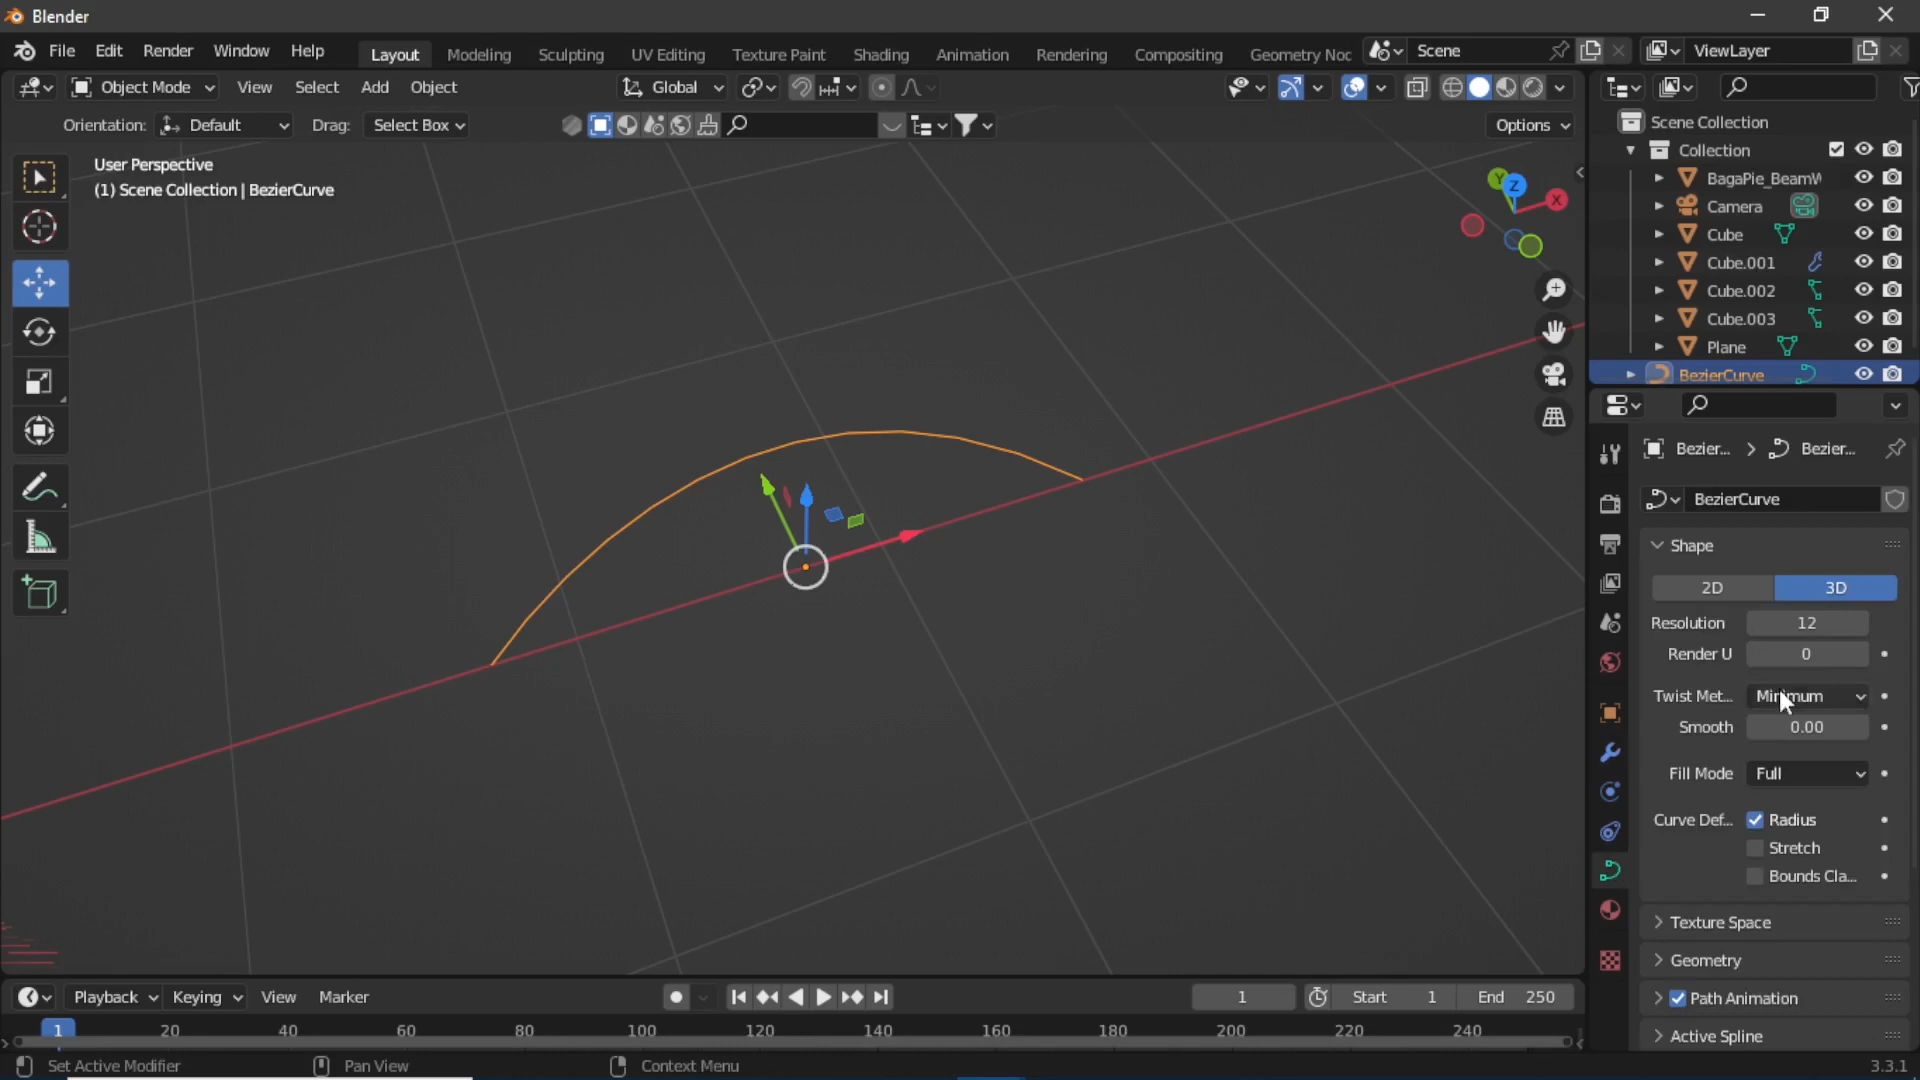 Blender
File Edit Render Window Help Layout Modeling Sculpting UV Editing Texture Paint Shading Animation Rendering Compositing Geometry Noc Scene ViewLayer
Object Mode View Select Add Object Global
Orientation: Default Drag: Select Box Options
User Perspective
(1) Scene Collection | BezierCurve
Y Z X
Scene Collection
Collection
BagaPie_BeamW
Camera
Cube
Cube.001
Cube.002
Cube.003
Plane
BezierCurve
Bezier... Bezier...
BezierCurve
Shape
2D 3D
Resolution 12
Render U 0
Twist Met... Minimum
Smooth 0.00
Fill Mode Full
Curve Def... Radius
Stretch
Bounds Cla...
Texture Space
Geometry
Path Animation
Active Spline
Playback Keying View Marker 1 Start 1 End 250
1 20 40 60 80 100 120 140 160 180 200 220 240
Set Active Modifier Pan View Context Menu 3.3.1